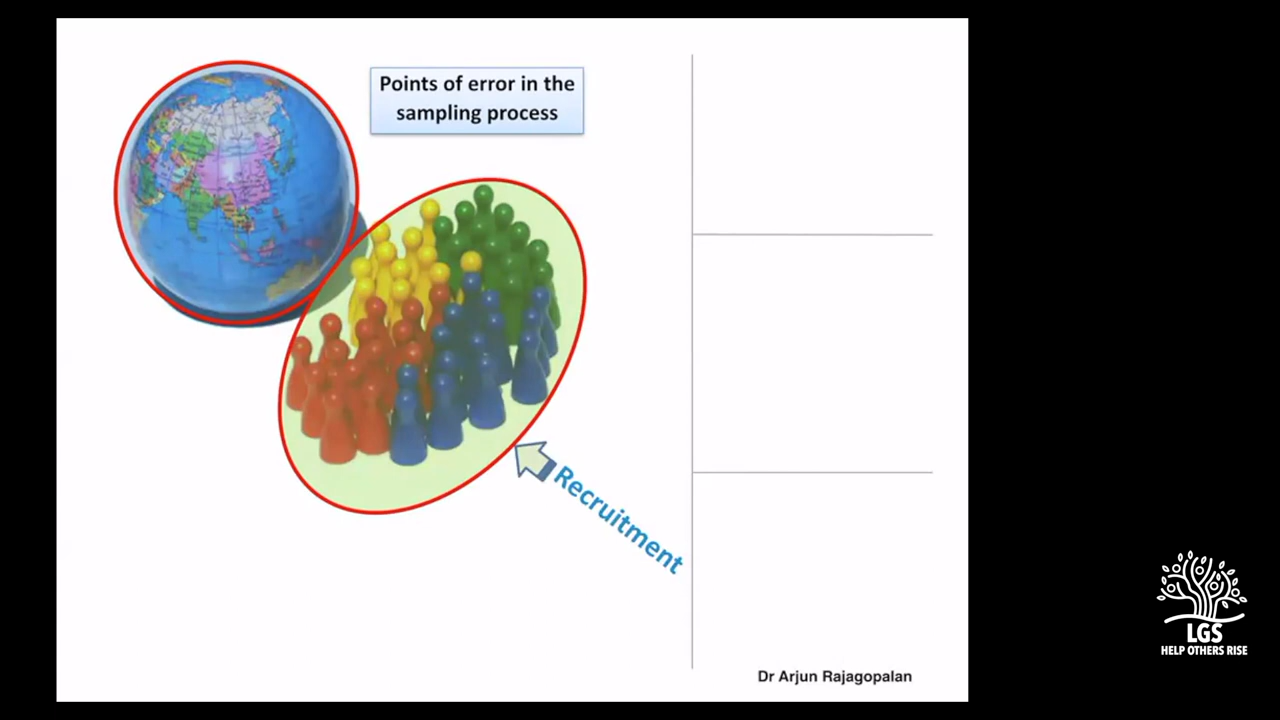 Points of error in the
sampling process
Recruitment
Dr Arjun Rajagopalan
LGS
HELP OTHERS RISE